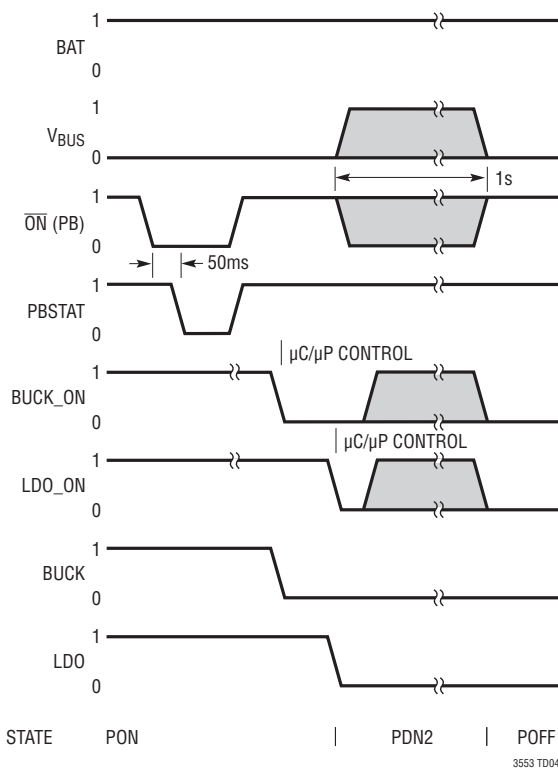 1
BAT
0
1
VBUS
0
1s
1
ON (PB)
0
50ms
1
PBSTAT
0
µC/µP CONTROL
1
BUCK_ON
0
µC/µP CONTROL
1
LDO_ON
0
1
BUCK
0
1
LDO
0
STATE PON PDN2 POFF
3553 TD04